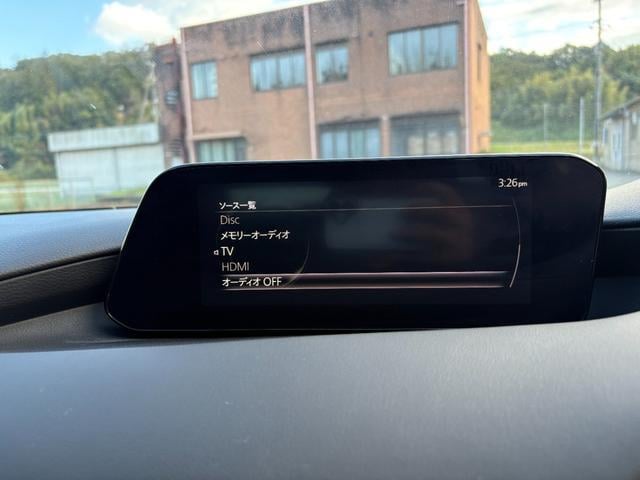 3:26pm
ソース一覧
Disc
メモリーオーディオ
TV
HDMI
オーディオ OFF